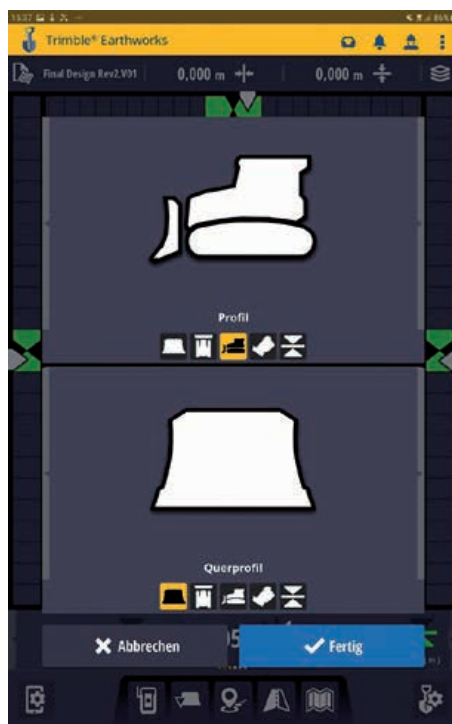 Trimble® Earthworks
Final Design Rev2.V01 0,000 m 0,000 m
Profil
Querprofil
Abbrechen Fertig